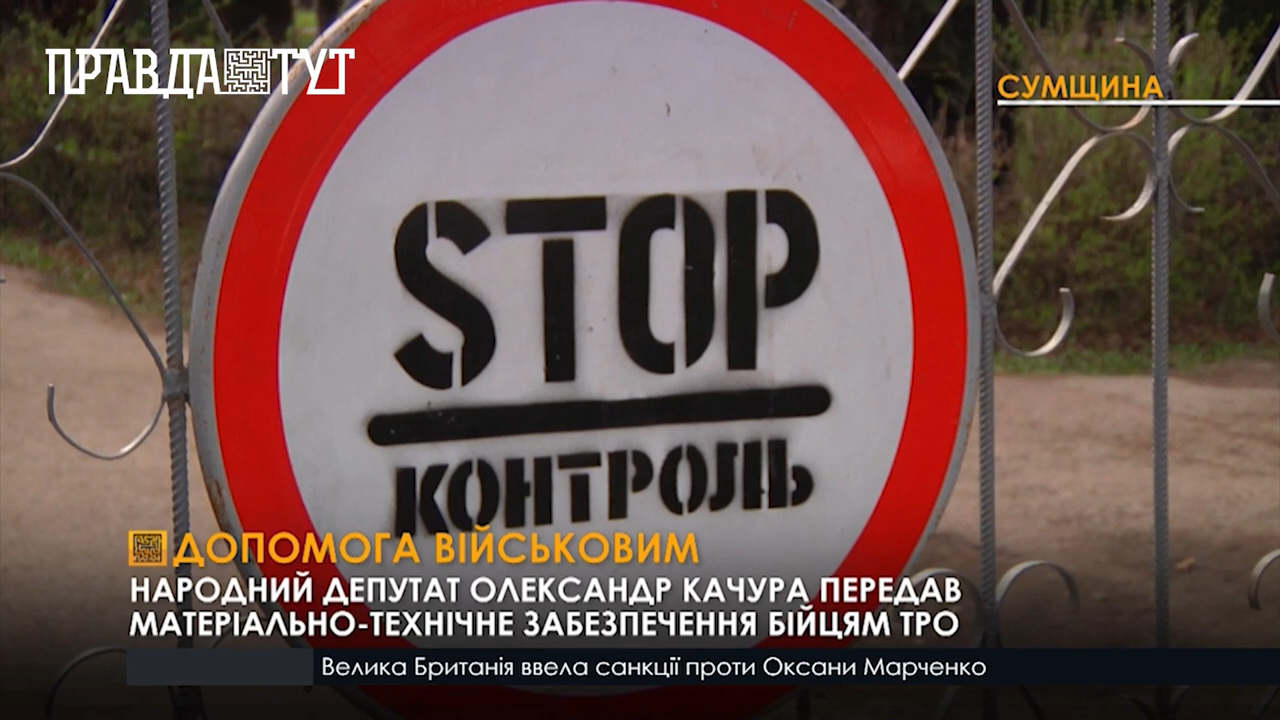 ПРАВДА ТУТ
СУМЩИНА
STOP
КОНТРОЛЬ
ДОПОМОГА ВІЙСЬКОВИМ
НАРОДНИЙ ДЕПУТАТ ОЛЕКСАНДР КАЧУРА ПЕРЕДАВ
МАТЕРІАЛЬНО-ТЕХНІЧНЕ ЗАБЕЗПЕЧЕННЯ БІЙЦЯМ ТРО
Велика Британія ввела санкції проти Оксани Марченко